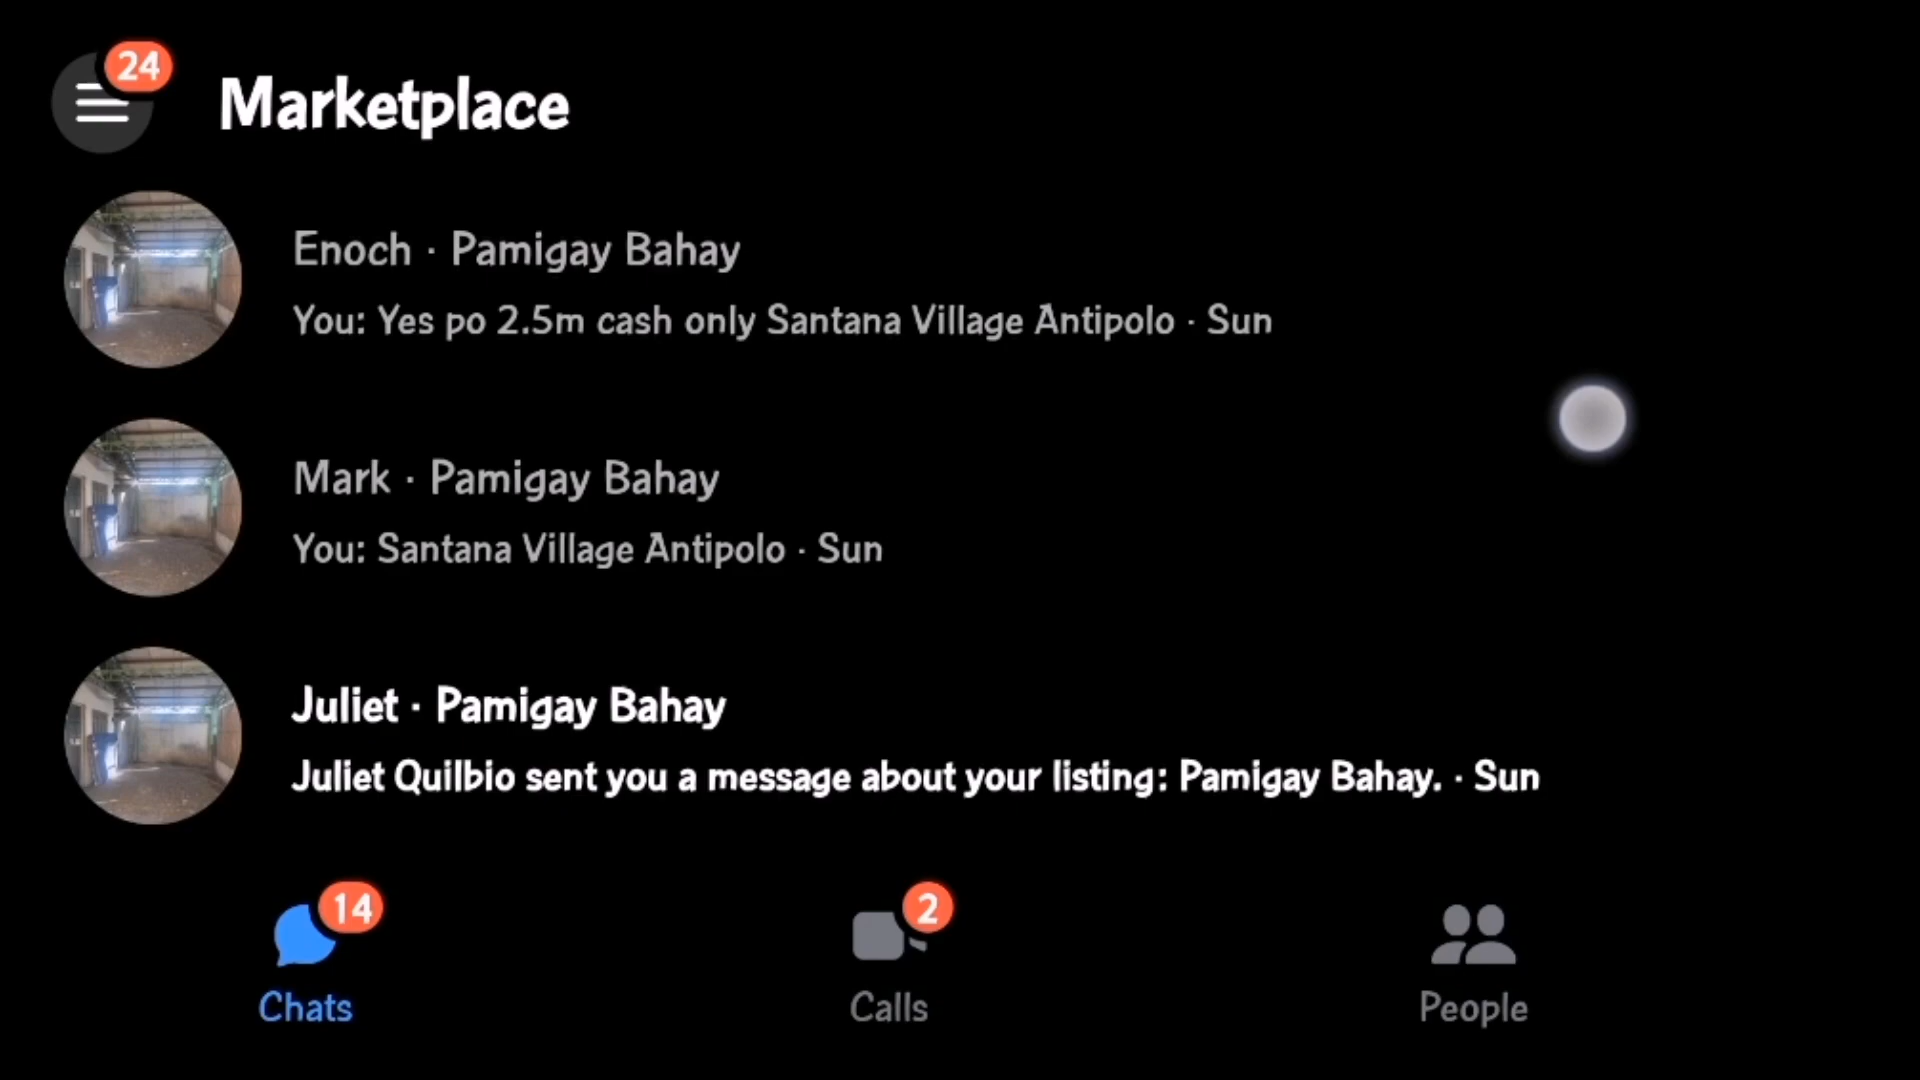 24
Marketplace
Enoch · Pamigay Bahay
You: Yes po 2.5m cash only Santana Village Antipolo · Sun
Mark · Pamigay Bahay
You: Santana Village Antipolo · Sun
Juliet · Pamigay Bahay
Juliet Quilbio sent you a message about your listing: Pamigay Bahay. · Sun
14
2
Chats
Calls
People